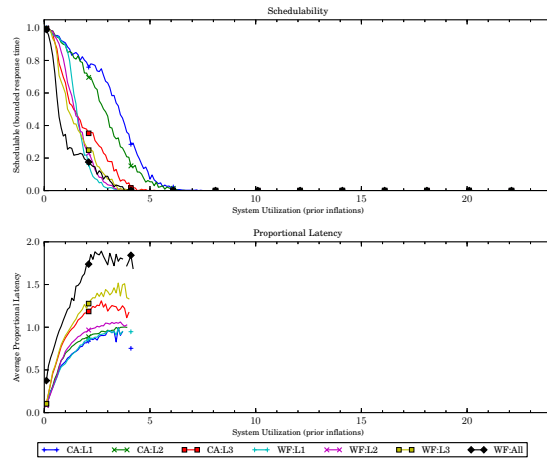 Schedulability
Schedulable (bounded response time)
1.0
0.8
0.6
0.4
0.2
0.0
0 5 10 15 20
System Utilization (prior inflations)
Proportional Latency
Average Proportional Latency
2.0
1.5
1.0
0.5
0.0
0 5 10 15 20
System Utilization (prior inflations)
CA:L1 CA:L2 CA:L3 WF:L1 WF:L2 WF:L3 WF:All